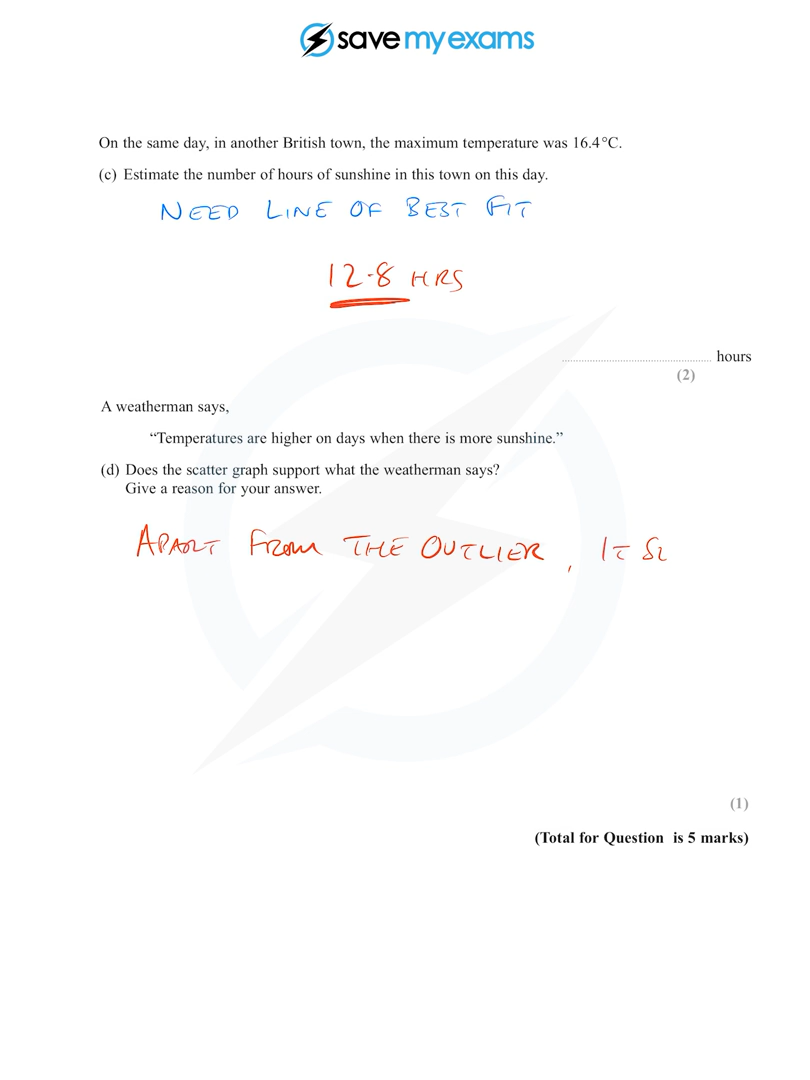 save my exams
On the same day, in another British town, the maximum temperature was 16.4 °C.
(c) Estimate the number of hours of sunshine in this town on this day.
NEED LINE OF BEST FIT
12.8 HRS
........................................................ hours
(2)
A weatherman says,
“Temperatures are higher on days when there is more sunshine.”
(d) Does the scatter graph support what the weatherman says?
Give a reason for your answer.
APART FROM THE OUTLIER, IT
(1)
(Total for Question is 5 marks)